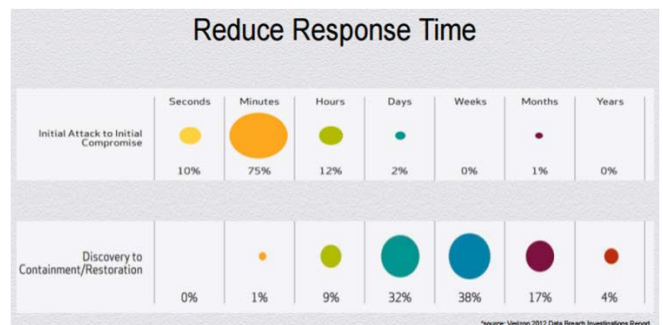 Reduce Response Time
Seconds Minutes Hours Days Weeks Months Years
Initial Attack to Initial
Compromise
10% 75% 12% 2% 0% 1% 0%
Discovery to
Containment/Restoration
0% 1% 9% 32% 38% 17% 4%
*source: Verizon 2012 Data Breach Investigations Report